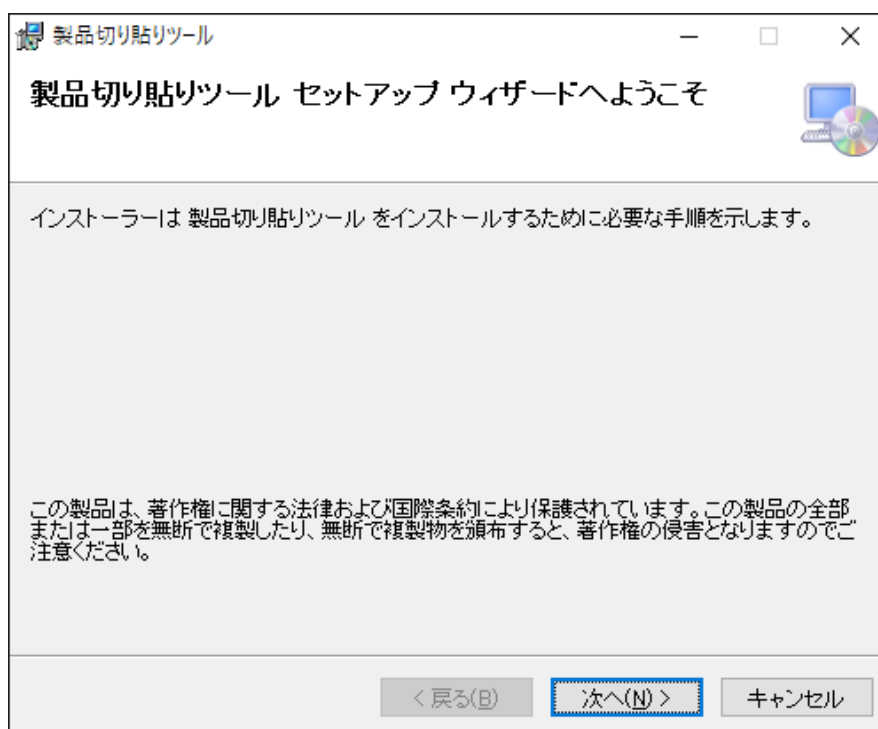 製品切り貼りツール
製品切り貼りツール セットアップ ウィザードへようこそ
インストーラーは 製品切り貼りツール をインストールするために必要な手順を示します。
この製品は、著作権に関する法律および国際条約により保護されています。この製品の全部
または一部を無断で複製したり、無断で複製物を頒布すると、著作権の侵害となりますのでご
注意ください。
< 戻る(B)
次へ(N) >
キャンセル